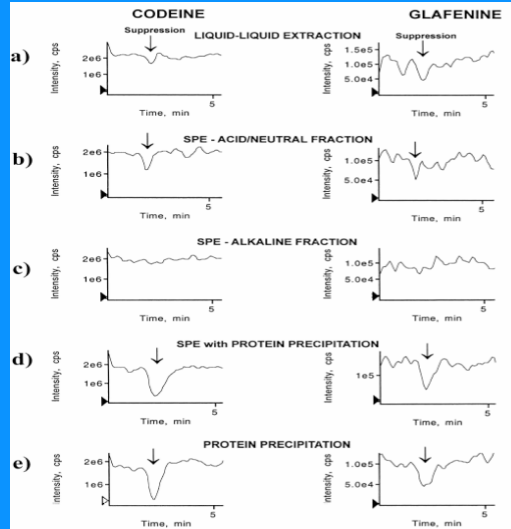 CODEINE GLAFENINE
LIQUID-LIQUID EXTRACTION
a)
Suppression Suppression
Intensity, cps Intensity, cps
2e6 1.5e5
1e6 1.0e5
5.0e4
5 5
Time, min Time, min
SPE - ACID/NEUTRAL FRACTION
b)
Intensity, cps Intensity, cps
2e6 1.0e5
1e6 5.0e4
5 5
Time, min Time, min
SPE - ALKALINE FRACTION
c)
Intensity, cps Intensity, cps
2e6 1.0e5
1e6 5.0e4
5 5
Time, min Time, min
SPE with PROTEIN PRECIPITATION
d)
Intensity, cps Intensity, cps
2e6 1e5
1e6
5 5
Time, min Time, min
PROTEIN PRECIPITATION
e)
Intensity, cps Intensity, cps
2e6 1.0e5
1e6 5.0e4
5 5
Time, min Time, min